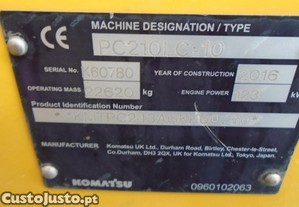 MACHINE DESIGNATION / TYPE
CE PC210LC-10
SERIAL No. K60780 YEAR OF CONSTRUCTION 2016
OPERATING MASS 22620 kg ENGINE POWER
Product Identification Number
MANUFACTURER Komatsu UK Ltd., Durham Road, Birtley, Chester-le-Street,
Co.Durham, DH3 2QX, UK for Komatsu Ltd., Tokyo, Japan.
KOMATSU 0960102063
CustoJusto.pt